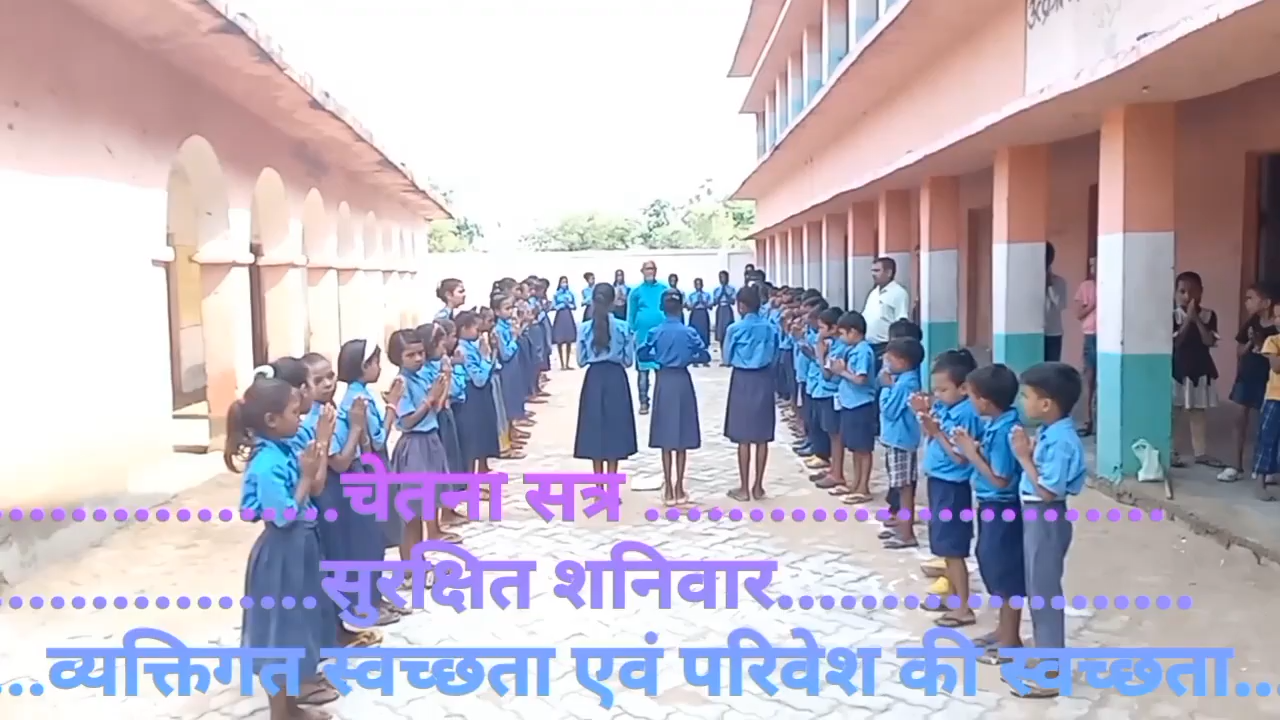 ................चेतना सत्र ........................
...............सुरक्षित शनिवार...................
...व्यक्तिगत स्वच्छता एवं परिवेश की स्वच्छता...